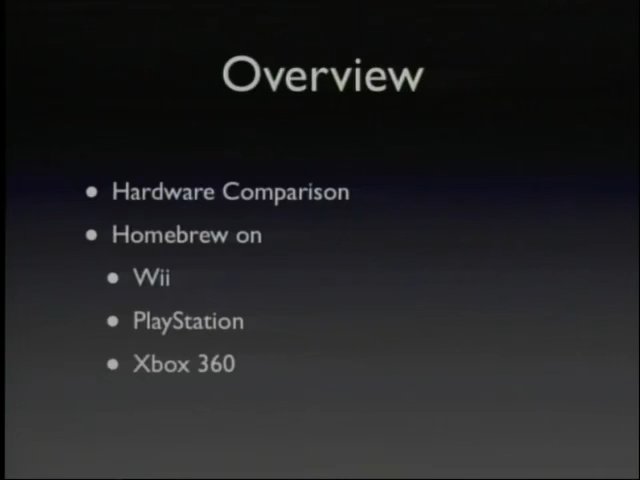 Overview
• Hardware Comparison
• Homebrew on
• Wii
• PlayStation
• Xbox 360